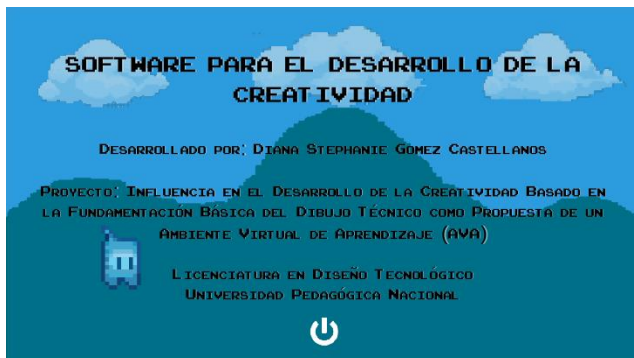 SOFTWARE PARA EL DESARROLLO DE LA
CREATIVIDAD
DESARROLLADO POR: DIANA STEPHANIE GOMEZ CASTELLANOS
PROYECTO: INFLUENCIA EN EL DESARROLLO DE LA CREATIVIDAD BASADO EN
LA FUNDAMENTACIÓN BÁSICA DEL DIBUJO TÉCNICO COMO PROPUESTA DE UN
AMBIENTE VIRTUAL DE APRENDIZAJE (AVA)
LICENCIATURA EN DISEÑO TECNOLÓGICO
UNIVERSIDAD PEDAGÓGICA NACIONAL